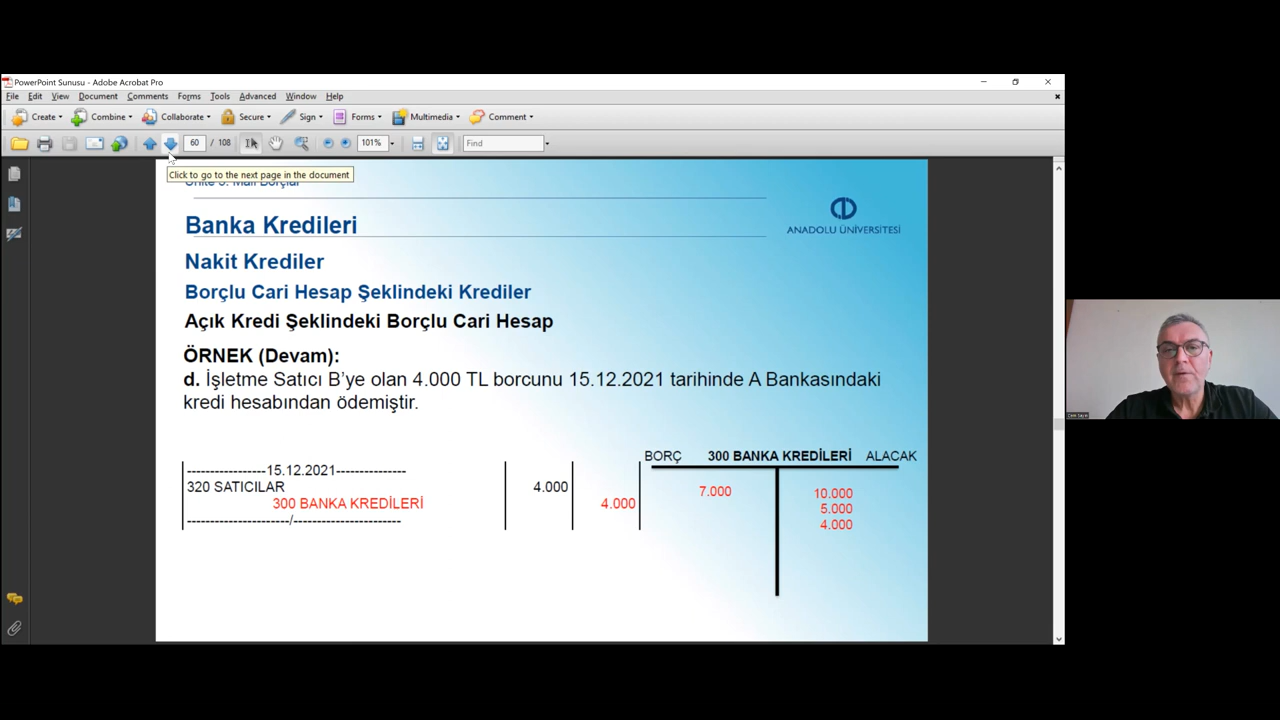 PowerPoint Sunusu - Adobe Acrobat Pro
File Edit View Document Comments Forms Tools Advanced Window Help
Create Combine Collaborate Secure Sign Forms Multimedia Comment
60 / 108 101% Find
Click to go to the next page in the document
Ünite 5: Mali Borçlar
Banka Kredileri
ANADOLU ÜNİVERSİTESİ
Nakit Krediler
Borçlu Cari Hesap Şeklindeki Krediler
Açık Kredi Şeklindeki Borçlu Cari Hesap
ÖRNEK (Devam):
d. İşletme Satıcı B'ye olan 4.000 TL borcunu 15.12.2021 tarihinde A Bankasındaki
kredi hesabından ödemiştir.
BORÇ 300 BANKA KREDİLERİ ALACAK
-----------------15.12.2021---------------
320 SATICILAR 4.000
300 BANKA KREDİLERİ 4.000
----------------------/-----------------------
7.000 10.000
5.000
4.000